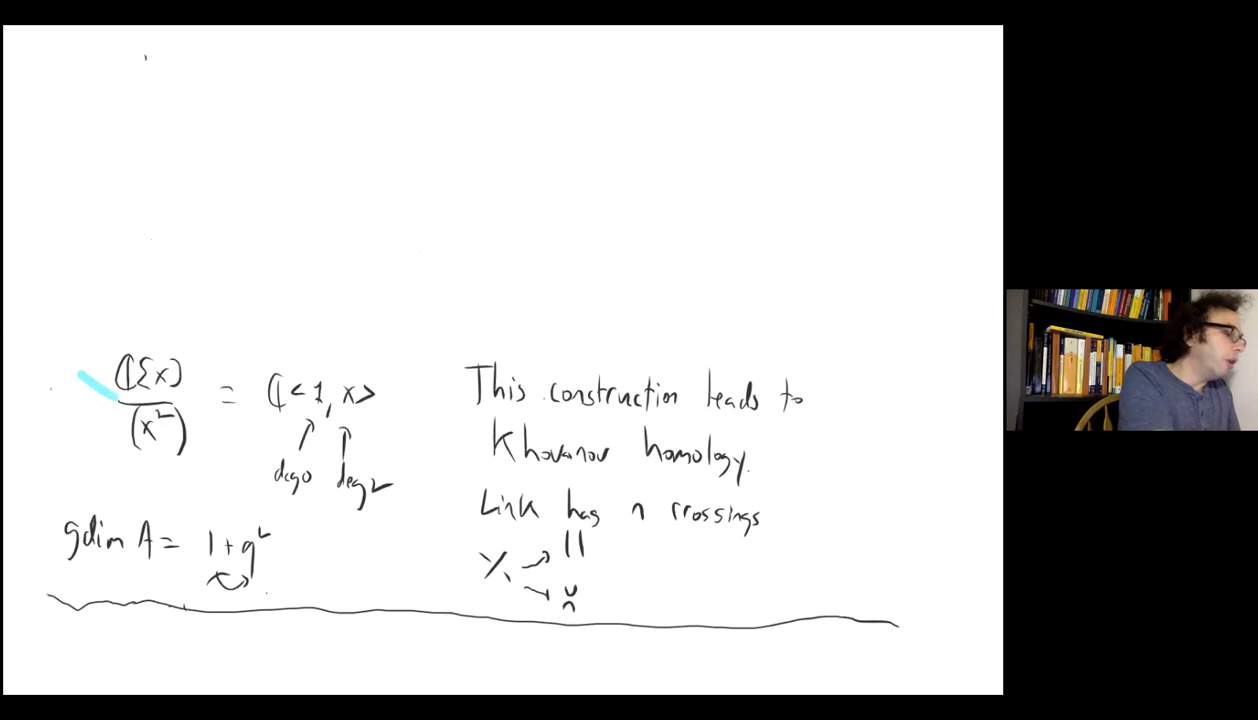 ℂ[x]
(x²)
= ℂ<1, x>
deg 0 deg 2
gdim A = 1 + q²
This construction leads to
Khovanov homology.
Link has n crossings